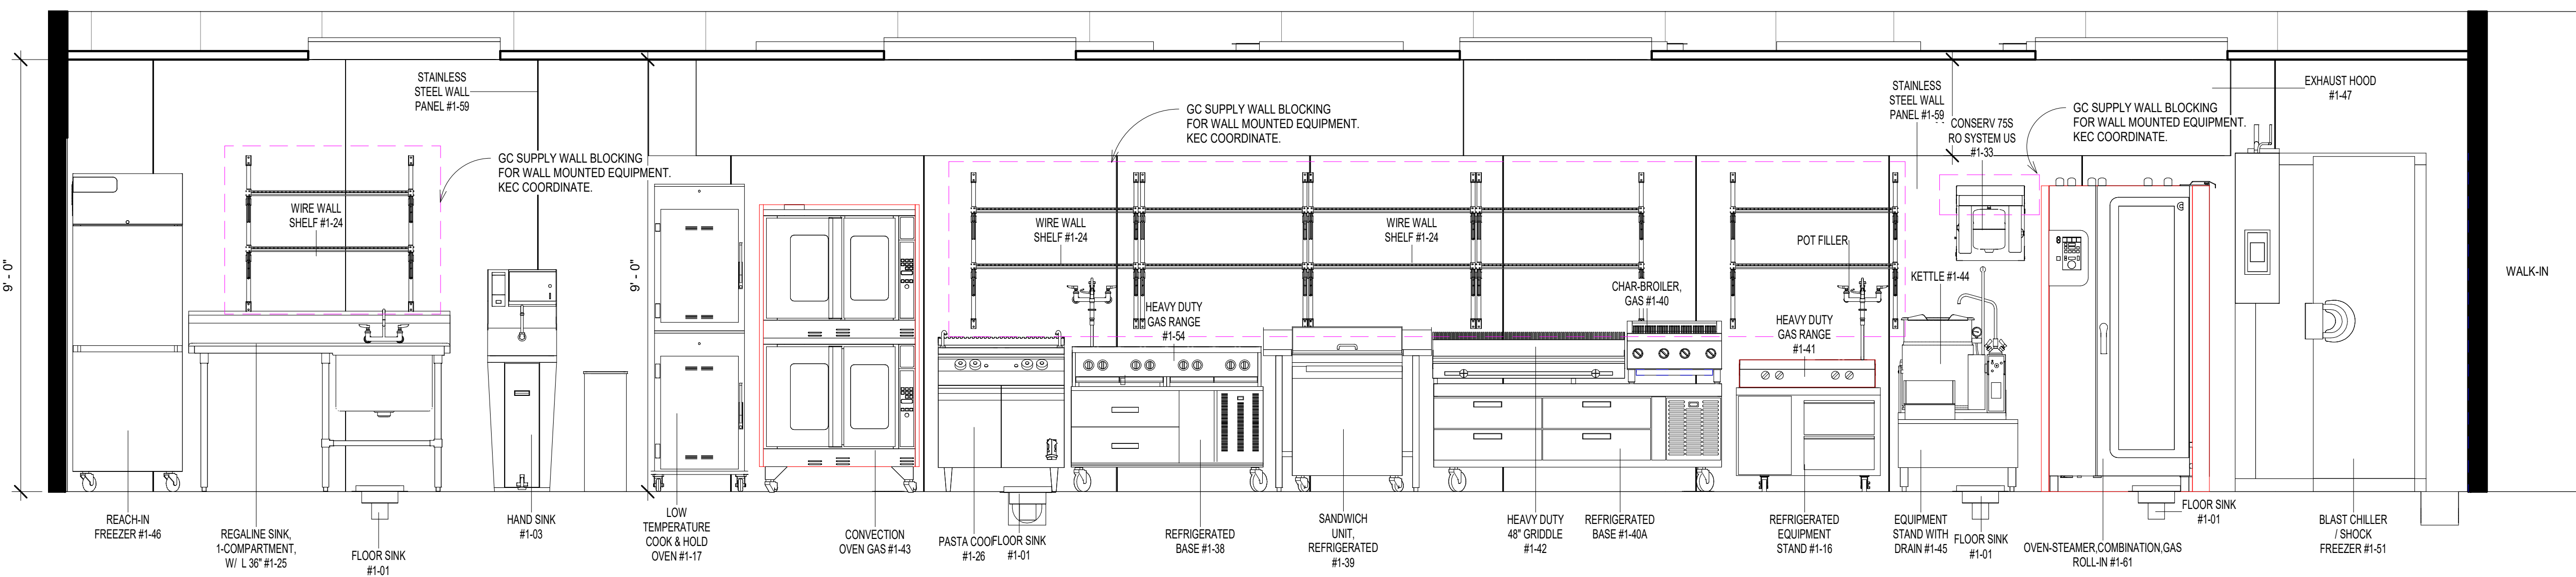 STAINLESS
STEEL WALL
PANEL #1-59
GC SUPPLY WALL BLOCKING
FOR WALL MOUNTED EQUIPMENT.
KEC COORDINATE.
STAINLESS
STEEL WALL
PANEL #1-59
CONSERV 75S
RO SYSTEM US
#1-33
GC SUPPLY WALL BLOCKING
FOR WALL MOUNTED EQUIPMENT.
KEC COORDINATE.
EXHAUST HOOD
#1-47
GC SUPPLY WALL BLOCKING
FOR WALL MOUNTED EQUIPMENT.
KEC COORDINATE.
9' - 0"
WIRE WALL
SHELF #1-24
9' - 0"
WIRE WALL
SHELF #1-24
WIRE WALL
SHELF #1-24
POT FILLER
KETTLE #1-44
WALK-IN
HEAVY DUTY
GAS RANGE
#1-54
CHAR-BROILER,
GAS #1-40
HEAVY DUTY
GAS RANGE
#1-41
REACH-IN
FREEZER #1-46
REGALINE SINK,
1-COMPARTMENT,
W/ L 36" #1-25
FLOOR SINK
#1-01
HAND SINK
#1-03
LOW
TEMPERATURE
COOK & HOLD
OVEN #1-17
CONVECTION
OVEN GAS #1-43
PASTA COO
#1-26
FLOOR SINK
#1-01
REFRIGERATED
BASE #1-38
SANDWICH
UNIT,
REFRIGERATED
#1-39
HEAVY DUTY
48" GRIDDLE
#1-42
REFRIGERATED
BASE #1-40A
REFRIGERATED
EQUIPMENT
STAND #1-16
EQUIPMENT
STAND WITH
DRAIN #1-45
FLOOR SINK
#1-01
OVEN-STEAMER,COMBINATION,GAS
ROLL-IN #1-61
FLOOR SINK
#1-01
BLAST CHILLER
/ SHOCK
FREEZER #1-51